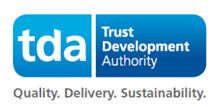 tda
Trust
Development
Authority
Quality. Delivery. Sustainability.